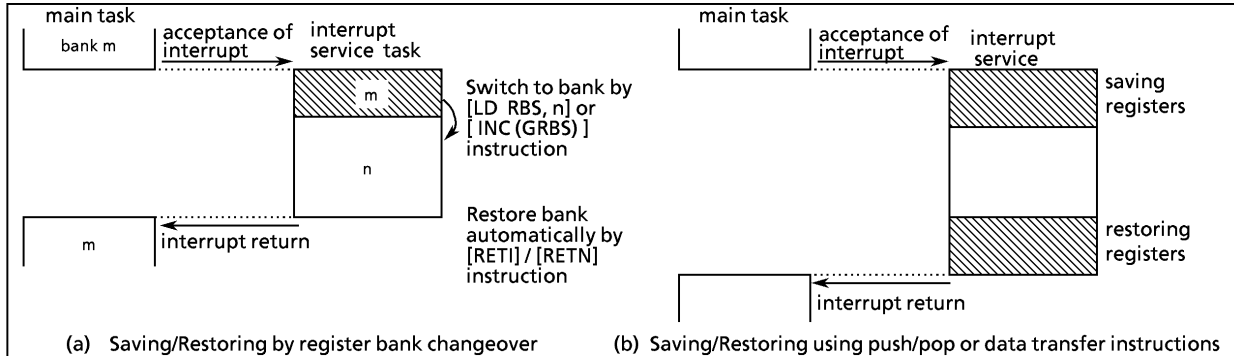 main task
bank m
acceptance of
interrupt
interrupt
service task
m
Switch to bank by
[LD RBS, n] or
[ INC (GRBS) ]
instruction
n
m
interrupt return
Restore bank
automatically by
[RETI] / [RETN]
instruction
(a) Saving/Restoring by register bank changeover
main task
acceptance of
interrupt
interrupt
service
saving
registers
restoring
registers
interrupt return
(b) Saving/Restoring using push/pop or data transfer instructions